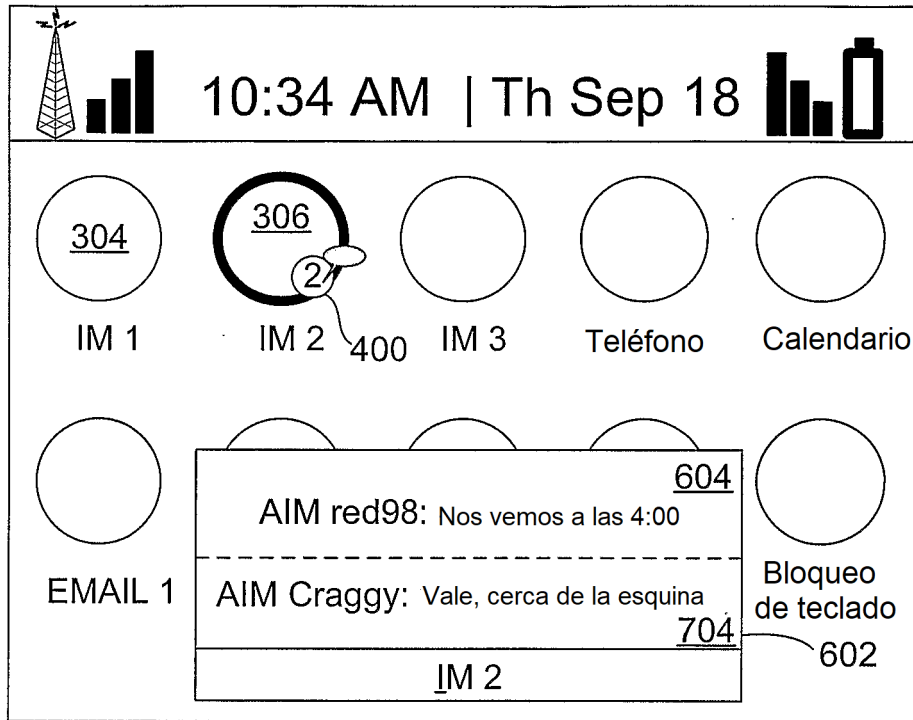 10:34 AM | Th Sep 18
304
306
2
IM 1
IM 2
400
IM 3
Teléfono
Calendario
604
AIM red98: Nos vemos a las 4:00
EMAIL 1
AIM Craggy: Vale, cerca de la esquina
704
Bloqueo
de teclado
602
IM 2